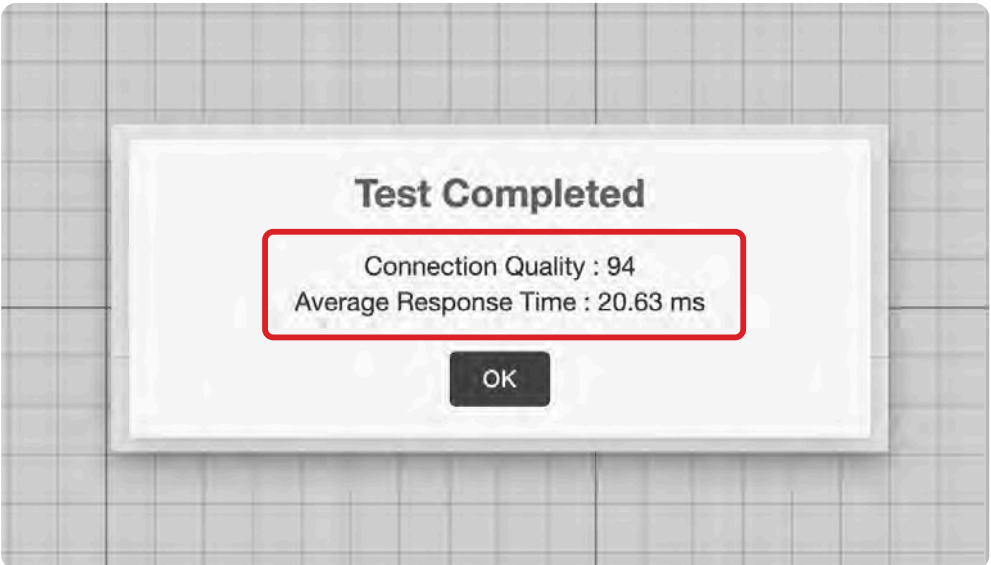 Test Completed
Connection Quality : 94
Average Response Time : 20.63 ms
OK